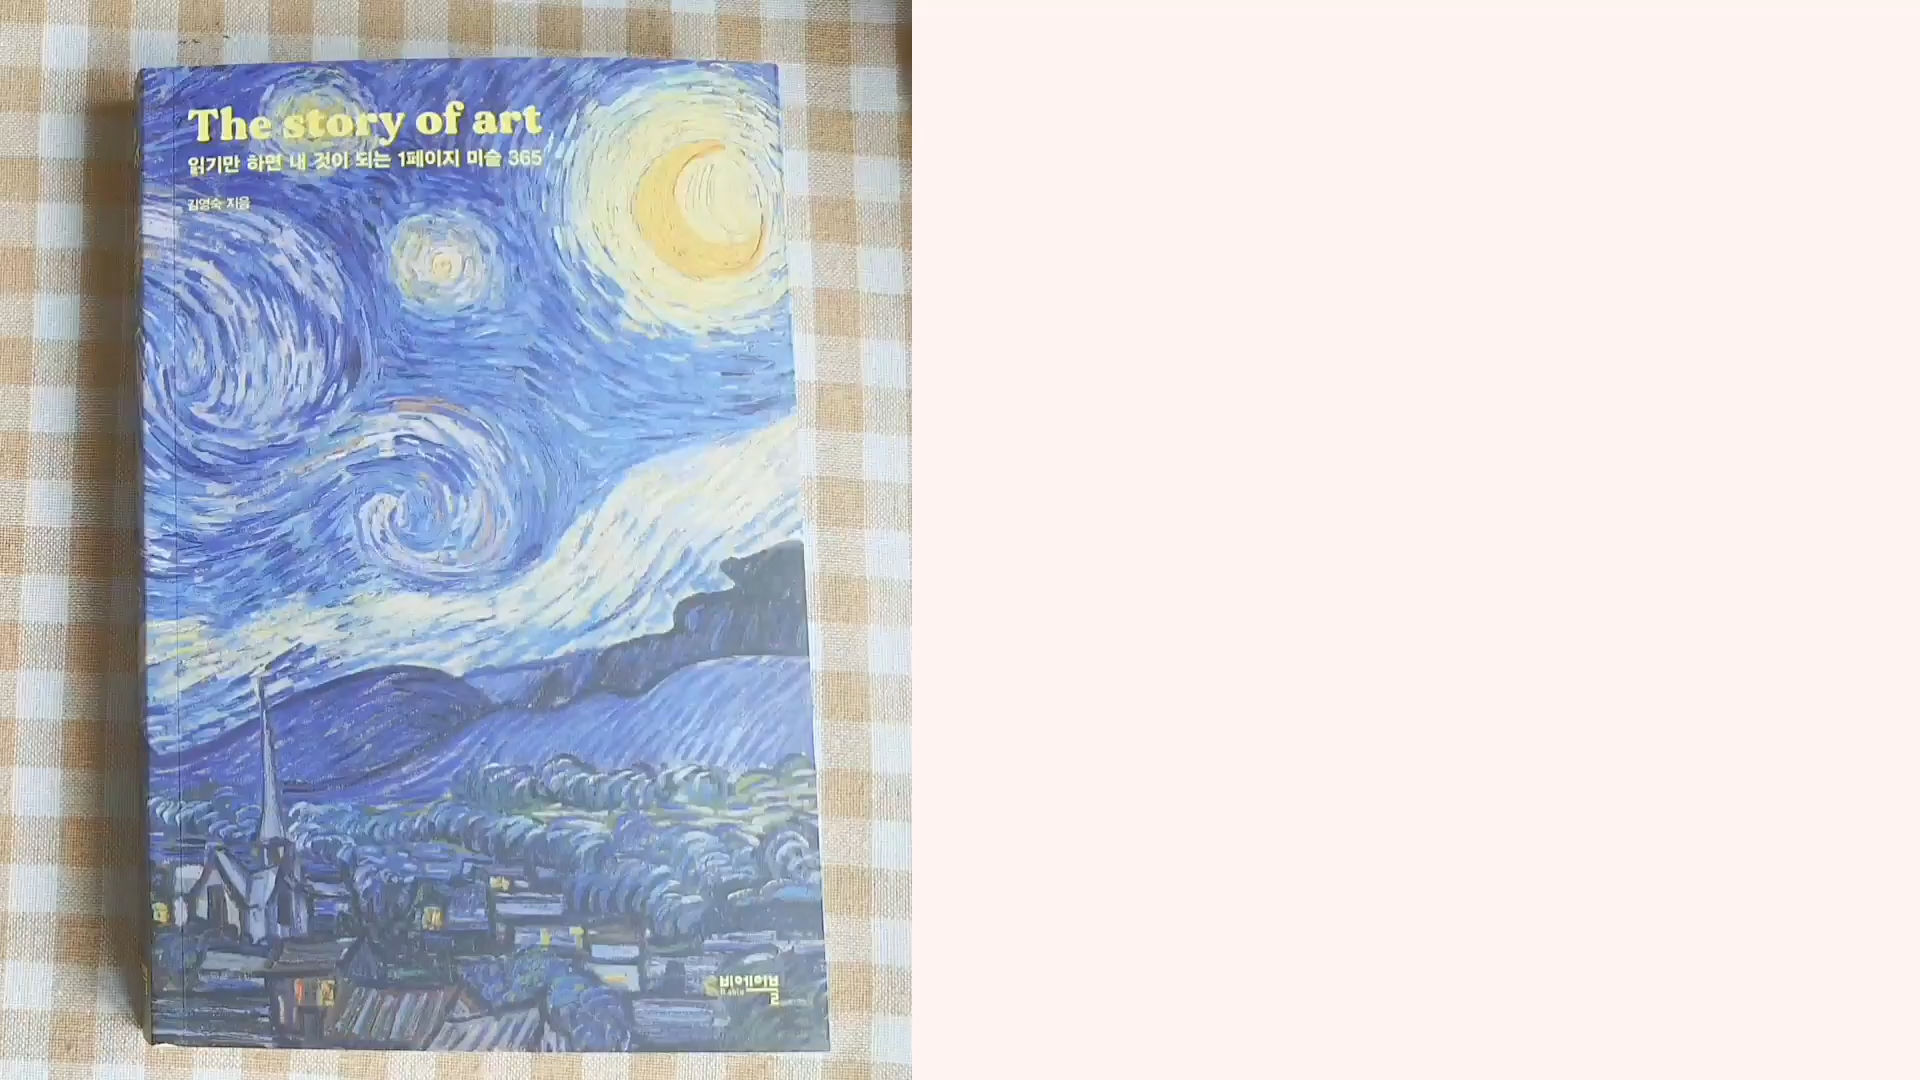 The story of art
읽기만 하면 내 것이 되는 1페이지 미술 365
김영숙 지음
비에이블
B.able